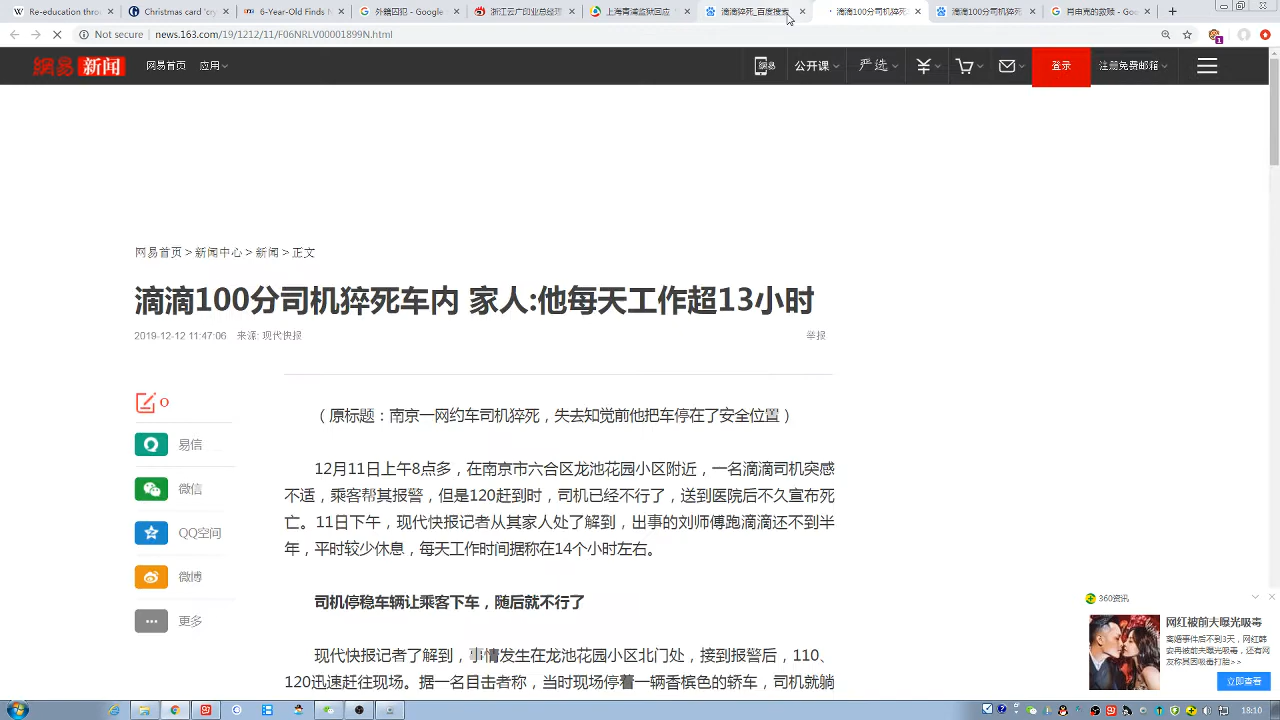 Re-education throu
Christmas card 'cry
6-Year-Old Finds M
外籍囚犯 - Google
浙江云广印业总经理
上海青浦监狱回应
滴滴猝死_百度搜索
滴滴100分司机猝死
滴滴100分司机猝死
肖申克的救赎 - Goo
Not secure | news.163.com/19/1212/11/F06NRLV00001899N.html
網易 新闻 网易首页 应用 公开课 严选 登录 注册免费邮箱
网易首页 > 新闻中心 > 新闻 > 正文
滴滴100分司机猝死车内 家人:他每天工作超13小时
2019-12-12 11:47:06 来源: 现代快报 举报
0
易信
微信
QQ空间
微博
更多
（原标题：南京一网约车司机猝死，失去知觉前他把车停在了安全位置）
12月11日上午8点多，在南京市六合区龙池花园小区附近，一名滴滴司机突感
不适，乘客帮其报警，但是120赶到时，司机已经不行了，送到医院后不久宣布死
亡。11日下午，现代快报记者从其家人处了解到，出事的刘师傅跑滴滴还不到半
年，平时较少休息，每天工作时间据称在14个小时左右。
司机停稳车辆让乘客下车，随后就不行了
现代快报记者了解到，事情发生在龙池花园小区北门处，接到报警后，110、
120迅速赶往现场。据一名目击者称，当时现场停着一辆香槟色的轿车，司机就躺
360资讯
网红被前夫曝光吸毒
立即查看
18:10